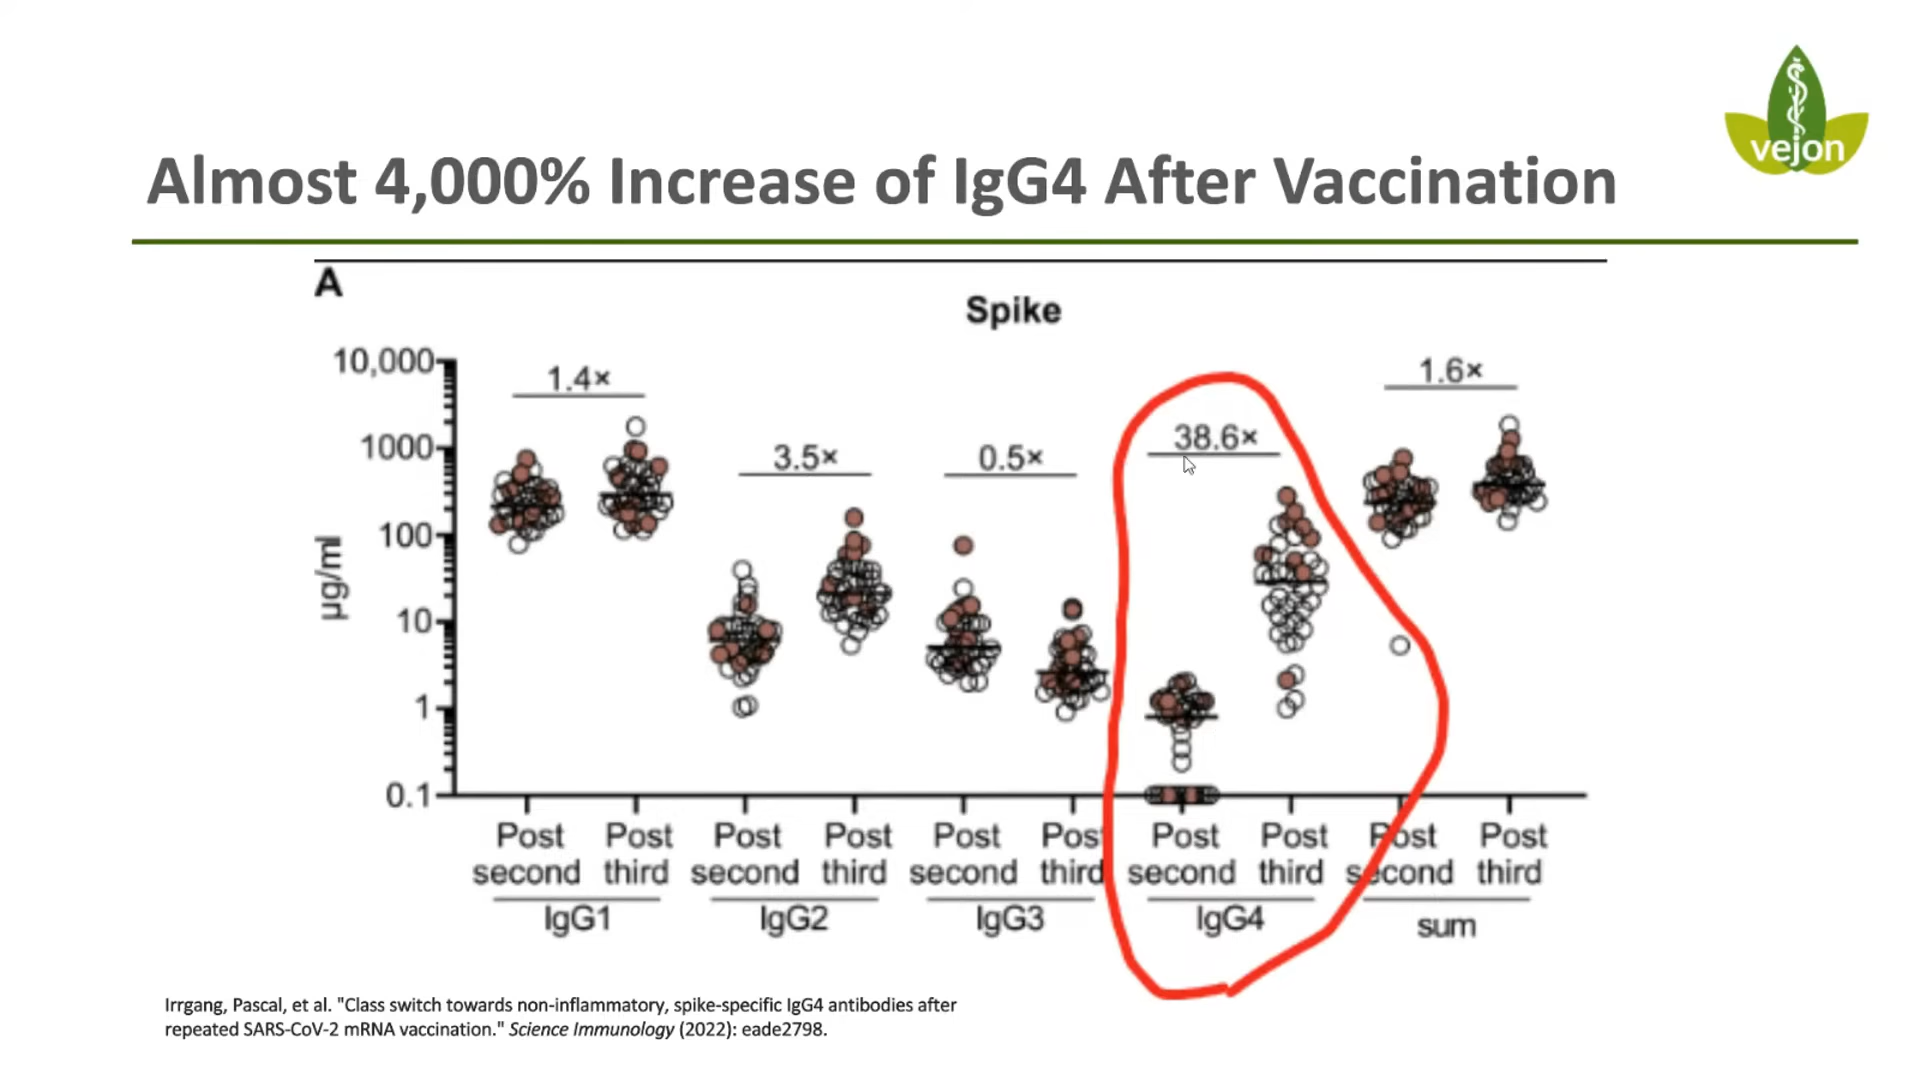 vejon
Almost 4,000% Increase of IgG4 After Vaccination
A
Spike
µg/ml
10,000
1000
100
10
1
0.1
1.4×
3.5×
0.5×
38.6×
1.6×
Post second
Post third
Post second
Post third
Post second
Post third
Post second
Post third
Post second
Post third
IgG1
IgG2
IgG3
IgG4
sum
Irrgang, Pascal, et al. "Class switch towards non-inflammatory, spike-specific IgG4 antibodies after
repeated SARS-CoV-2 mRNA vaccination." Science Immunology (2022): eade2798.